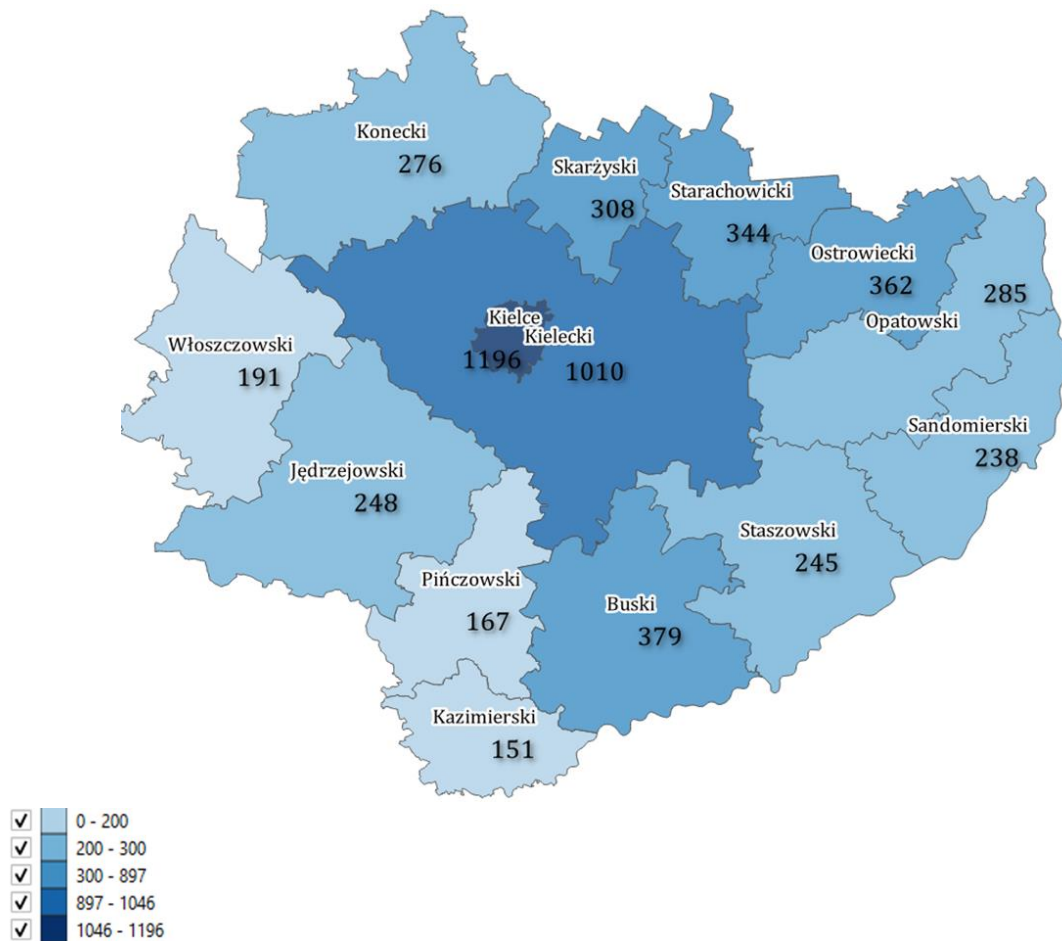 Konecki
276
Skarżyski
308
Starachowicki
344
Ostrowiecki
362
285
Opatowski
Kielce
Kielecki
1196
1010
Włoszczowski
191
Sandomierski
238
Jędrzejowski
248
Staszowski
245
Pińczowski
167
Buski
379
Kazimierski
151
0 - 200
200 - 300
300 - 897
897 - 1046
1046 - 1196